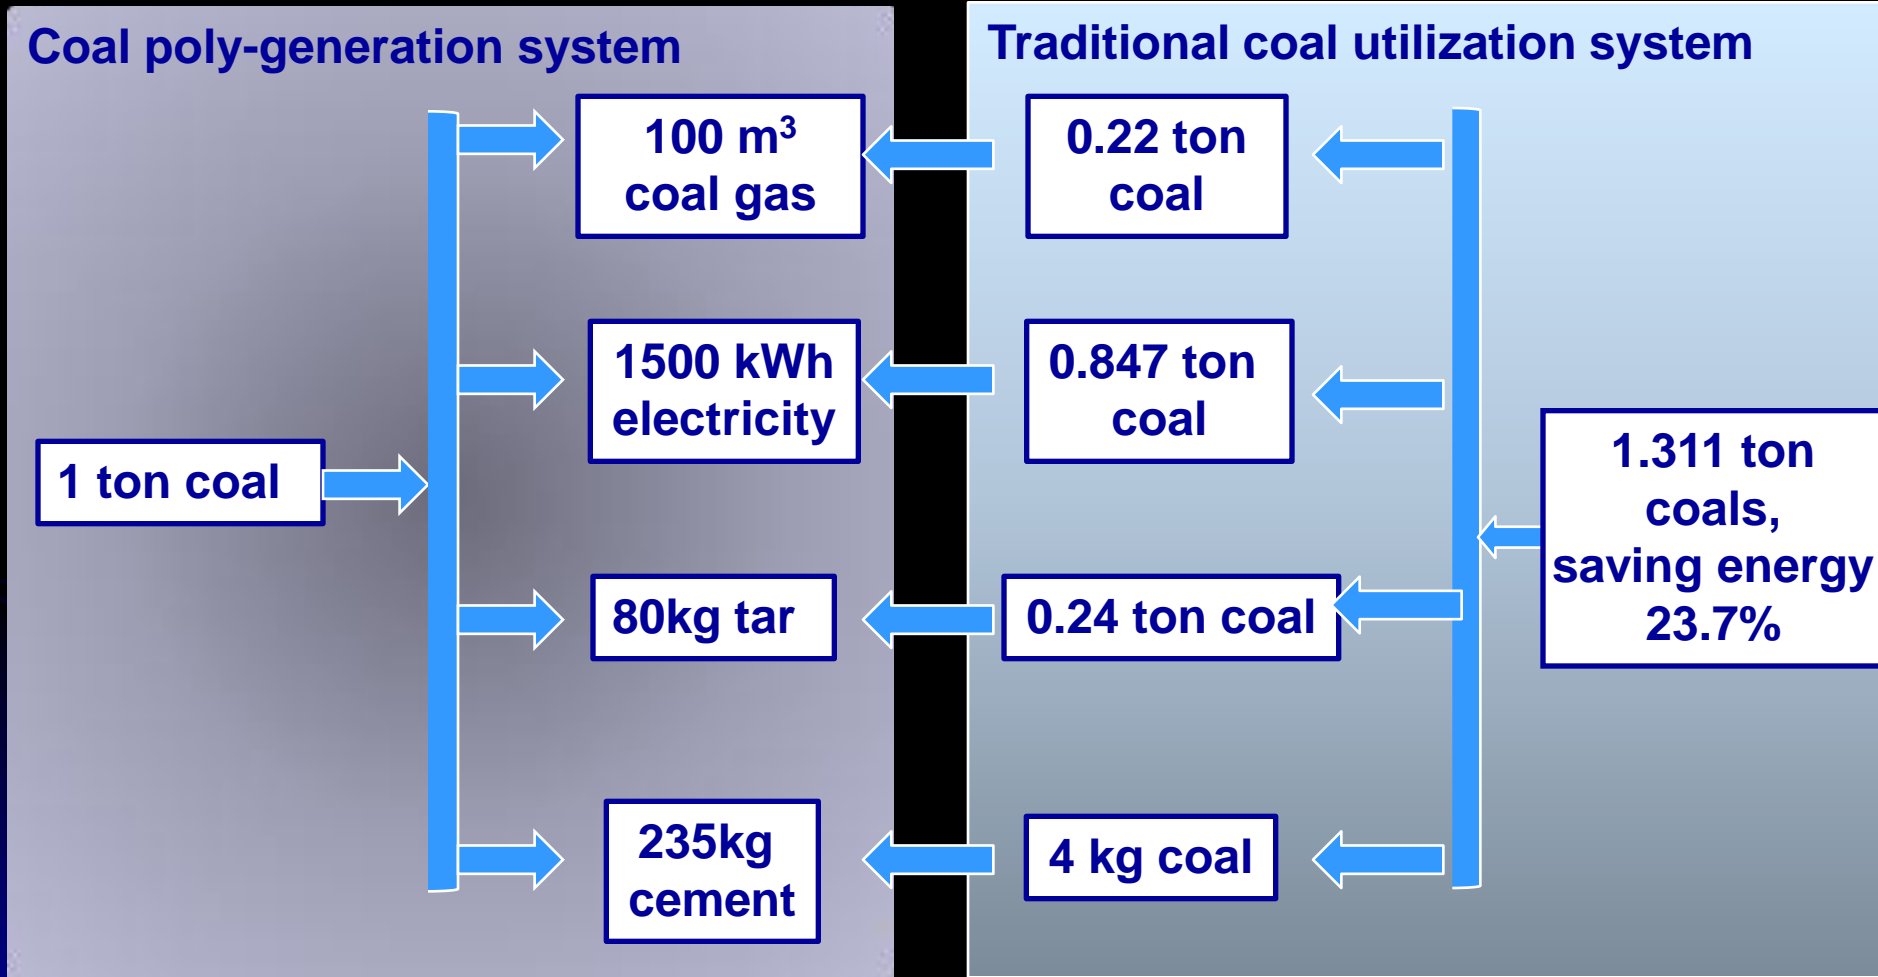 Coal poly-generation system
Traditional coal utilization system
100 m³
coal gas
0.22 ton
coal
1500 kWh
electricity
0.847 ton
coal
1 ton coal
1.311 ton
coals,
saving energy
23.7%
80kg tar
0.24 ton coal
235kg
cement
4 kg coal